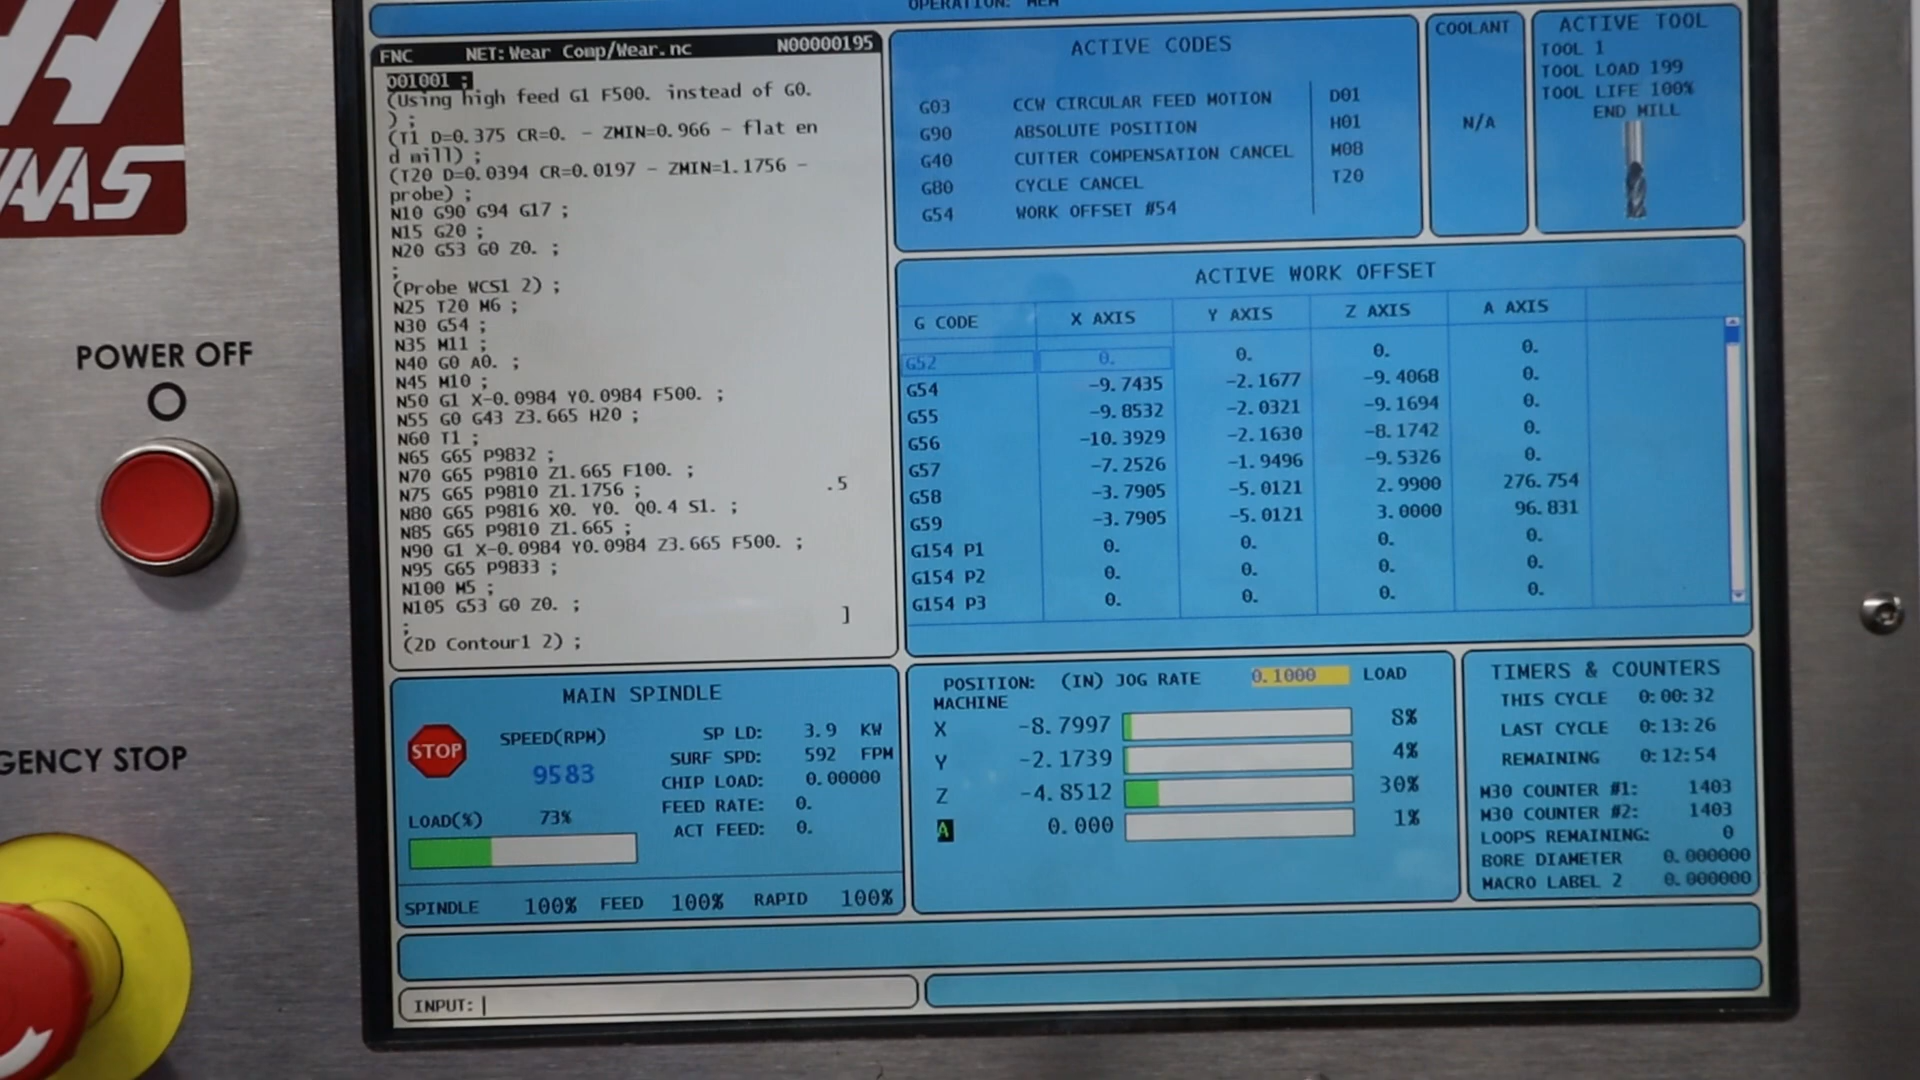 OPERATION: MEM
HAAS
POWER OFF
GENCY STOP
FNC NET:Wear Comp/Wear.nc N00000195
O01001 ;
(Using high feed G1 F500. instead of G0.
) ;
(T1 D=0.375 CR=0. - ZMIN=0.966 - flat en
d mill) ;
(T20 D=0.0394 CR=0.0197 - ZMIN=1.1756 -
probe) ;
N10 G90 G94 G17 ;
N15 G20 ;
N20 G53 G0 Z0. ;
;
(Probe WCS1 2) ;
N25 T20 M6 ;
N30 G54 ;
N35 M11 ;
N40 G0 A0. ;
N45 M10 ;
N50 G1 X-0.0984 Y0.0984 F500. ;
N55 G0 G43 Z3.665 H20 ;
N60 T1 ;
N65 G65 P9832 ;
N70 G65 P9810 Z1.665 F100. ;
N75 G65 P9810 Z1.1756 ; .5
N80 G65 P9816 X0. Y0. Q0.4 S1. ;
N85 G65 P9810 Z1.665 ;
N90 G1 X-0.0984 Y0.0984 Z3.665 F500. ;
N95 G65 P9833 ;
N100 M5 ;
N105 G53 G0 Z0. ;
; ]
(2D Contour1 2) ;
ACTIVE CODES
G03 CCW CIRCULAR FEED MOTION D01
G90 ABSOLUTE POSITION H01
G40 CUTTER COMPENSATION CANCEL M08
G80 CYCLE CANCEL T20
G54 WORK OFFSET #54
COOLANT
N/A
ACTIVE TOOL
TOOL 1
TOOL LOAD 199
TOOL LIFE 100%
END MILL
ACTIVE WORK OFFSET
G CODE X AXIS Y AXIS Z AXIS A AXIS
G52 0. 0. 0. 0.
G54 -9.7435 -2.1677 -9.4068 0.
G55 -9.8532 -2.0321 -9.1694 0.
G56 -10.3929 -2.1630 -8.1742 0.
G57 -7.2526 -1.9496 -9.5326 0.
G58 -3.7905 -5.0121 2.9900 276.754
G59 -3.7905 -5.0121 3.0000 96.831
G154 P1 0. 0. 0. 0.
G154 P2 0. 0. 0. 0.
G154 P3 0. 0. 0. 0.
MAIN SPINDLE
STOP
SPEED(RPM)
9583
SP LD: 3.9 KW
SURF SPD: 592 FPM
CHIP LOAD: 0.00000
FEED RATE: 0.
ACT FEED: 0.
LOAD(%) 73%
SPINDLE 100% FEED 100% RAPID 100%
POSITION: (IN) JOG RATE 0.1000 LOAD
MACHINE
X -8.7997 8%
Y -2.1739 4%
Z -4.8512 30%
A 0.000 1%
TIMERS & COUNTERS
THIS CYCLE 0:00:32
LAST CYCLE 0:13:26
REMAINING 0:12:54
M30 COUNTER #1: 1403
M30 COUNTER #2: 1403
LOOPS REMAINING: 0
BORE DIAMETER 0.000000
MACRO LABEL 2 0.000000
INPUT: